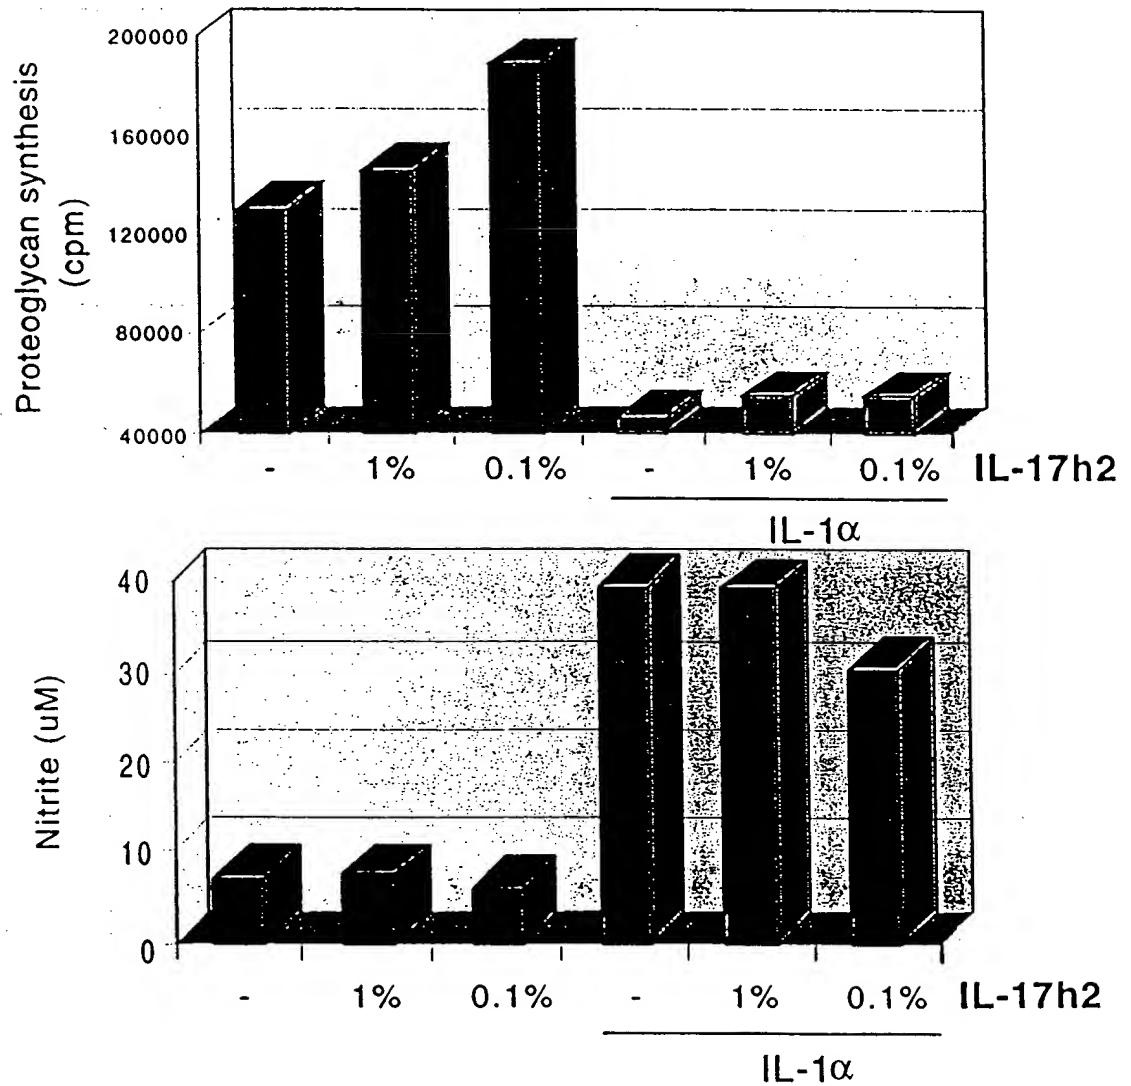 Proteoglycan synthesis
(cpm)
200000
160000
120000
80000
40000
- 1% 0.1% - 1% 0.1% IL-17h2
IL-1α
Nitrite (uM)
40
30
20
10
0
- 1% 0.1% - 1% 0.1% IL-17h2
IL-1α